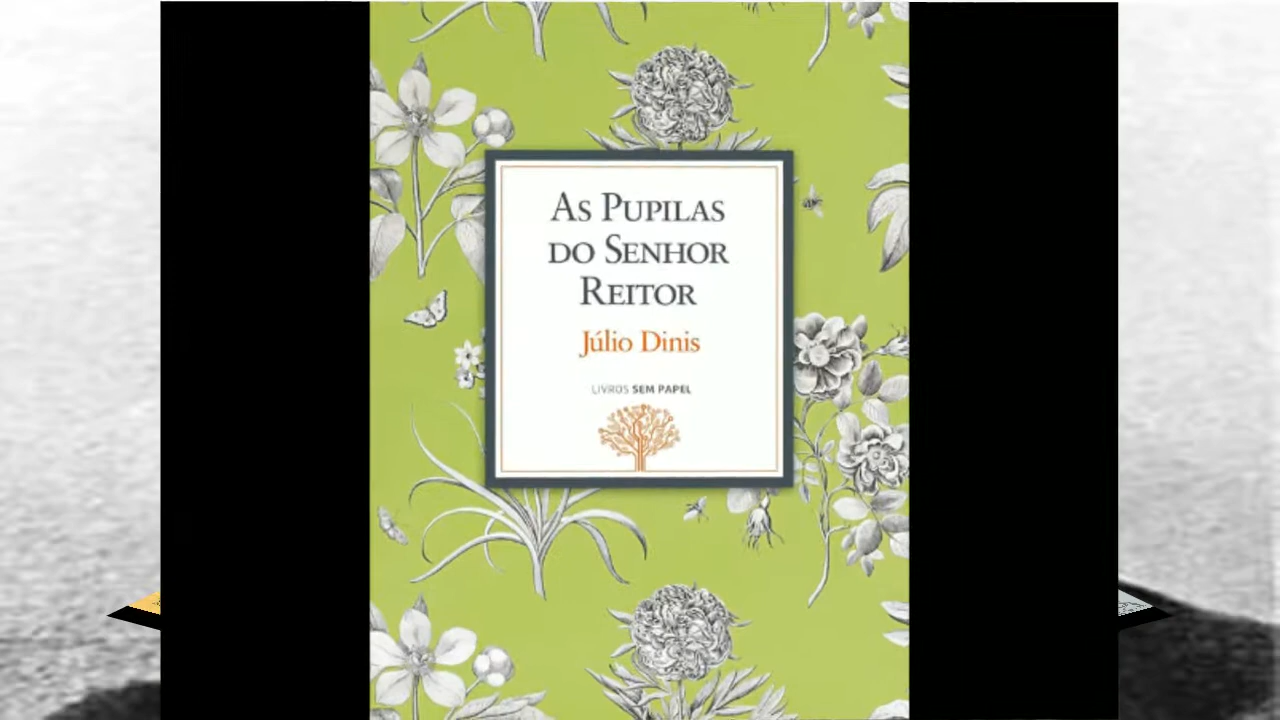 As Pupilas
do Senhor
Reitor
Júlio Dinis
LIVROS SEM PAPEL